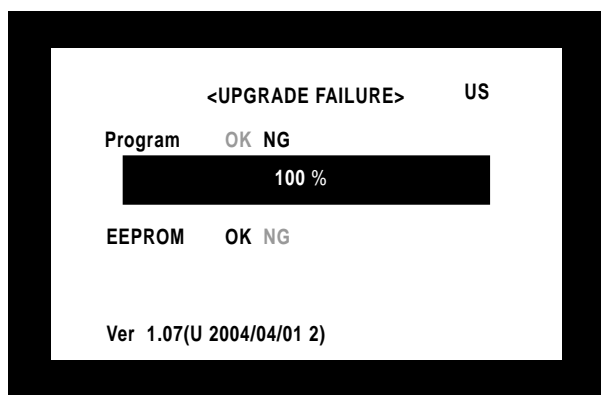 <UPGRADE FAILURE> US
Program OK NG
100 %
EEPROM OK NG
Ver 1.07(U 2004/04/01 2)